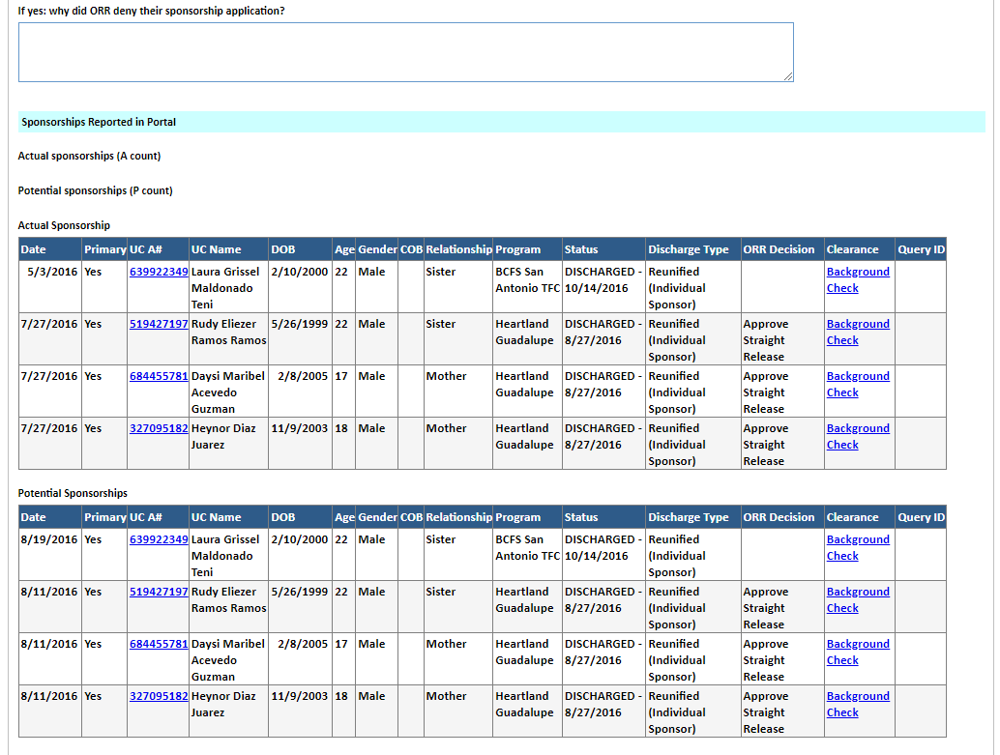 If yes: why did ORR deny their sponsorship application?
Sponsorships Reported in Portal
Actual sponsorships (A count)
Potential sponsorships (P count)
Actual Sponsorship
Date Primary UC A# UC Name DOB Age Gender COB Relationship Program Status Discharge Type ORR Decision Clearance Query ID
5/3/2016 Yes 639922349 Laura Grissel 2/10/2000 22 Male Sister BCFS San DISCHARGED - Reunified Background
Maldonado Antonio TFC 10/14/2016 (Individual Check
Teni Sponsor)
7/27/2016 Yes 519427197 Rudy Eliezer 5/26/1999 22 Male Sister Heartland DISCHARGED - Reunified Approve Background
Ramos Ramos Guadalupe 8/27/2016 (Individual Straight Check
Sponsor) Release
7/27/2016 Yes 684455781 Daysi Maribel 2/8/2005 17 Male Mother Heartland DISCHARGED - Reunified Approve Background
Acevedo Guadalupe 8/27/2016 (Individual Straight Check
Guzman Sponsor) Release
7/27/2016 Yes 327095182 Heynor Diaz 11/9/2003 18 Male Mother Heartland DISCHARGED - Reunified Approve Background
Juarez Guadalupe 8/27/2016 (Individual Straight Check
Sponsor) Release
Potential Sponsorships
Date Primary UC A# UC Name DOB Age Gender COB Relationship Program Status Discharge Type ORR Decision Clearance Query ID
8/19/2016 Yes 639922349 Laura Grissel 2/10/2000 22 Male Sister BCFS San DISCHARGED - Reunified Background
Maldonado Antonio TFC 10/14/2016 (Individual Check
Teni Sponsor)
8/11/2016 Yes 519427197 Rudy Eliezer 5/26/1999 22 Male Sister Heartland DISCHARGED - Reunified Approve Background
Ramos Ramos Guadalupe 8/27/2016 (Individual Straight Check
Sponsor) Release
8/11/2016 Yes 684455781 Daysi Maribel 2/8/2005 17 Male Mother Heartland DISCHARGED - Reunified Approve Background
Acevedo Guadalupe 8/27/2016 (Individual Straight Check
Guzman Sponsor) Release
8/11/2016 Yes 327095182 Heynor Diaz 11/9/2003 18 Male Mother Heartland DISCHARGED - Reunified Approve Background
Juarez Guadalupe 8/27/2016 (Individual Straight Check
Sponsor) Release